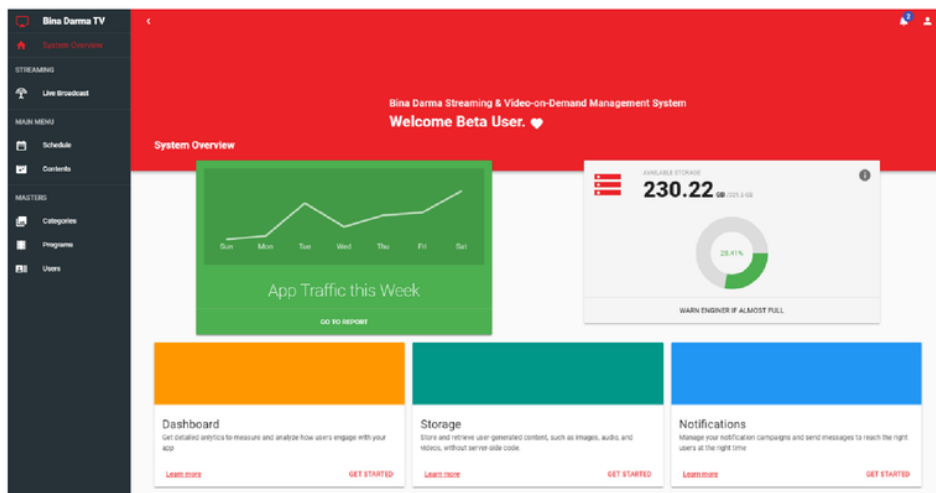 Bina Darma TV
System Overview
STREAMING
Live Broadcast
MAIN MENU
Schedule
Contents
MASTERS
Categories
Programs
Users
2
Bina Darma Streaming & Video-on-Demand Management System
Welcome Beta User.
System Overview
Sun Mon Tue Wed Thu Fri Sat
App Traffic this Week
GO TO REPORT
AVAILABLE STORAGE
230.22 GB
28.41%
WARN ENGINER IF ALMOST FULL
Dashboard
Get detailed anlytics to measure and analyze how users engage with your
app
Learn more GET STARTED
Storage
Store and retrieve user-generated content, such as images, audio, and
videos, without server-side code.
Learn more GET STARTED
Notifications
Manage your notification campaigns and send messages to reach the right
users at the right time
Learn more GET STARTED